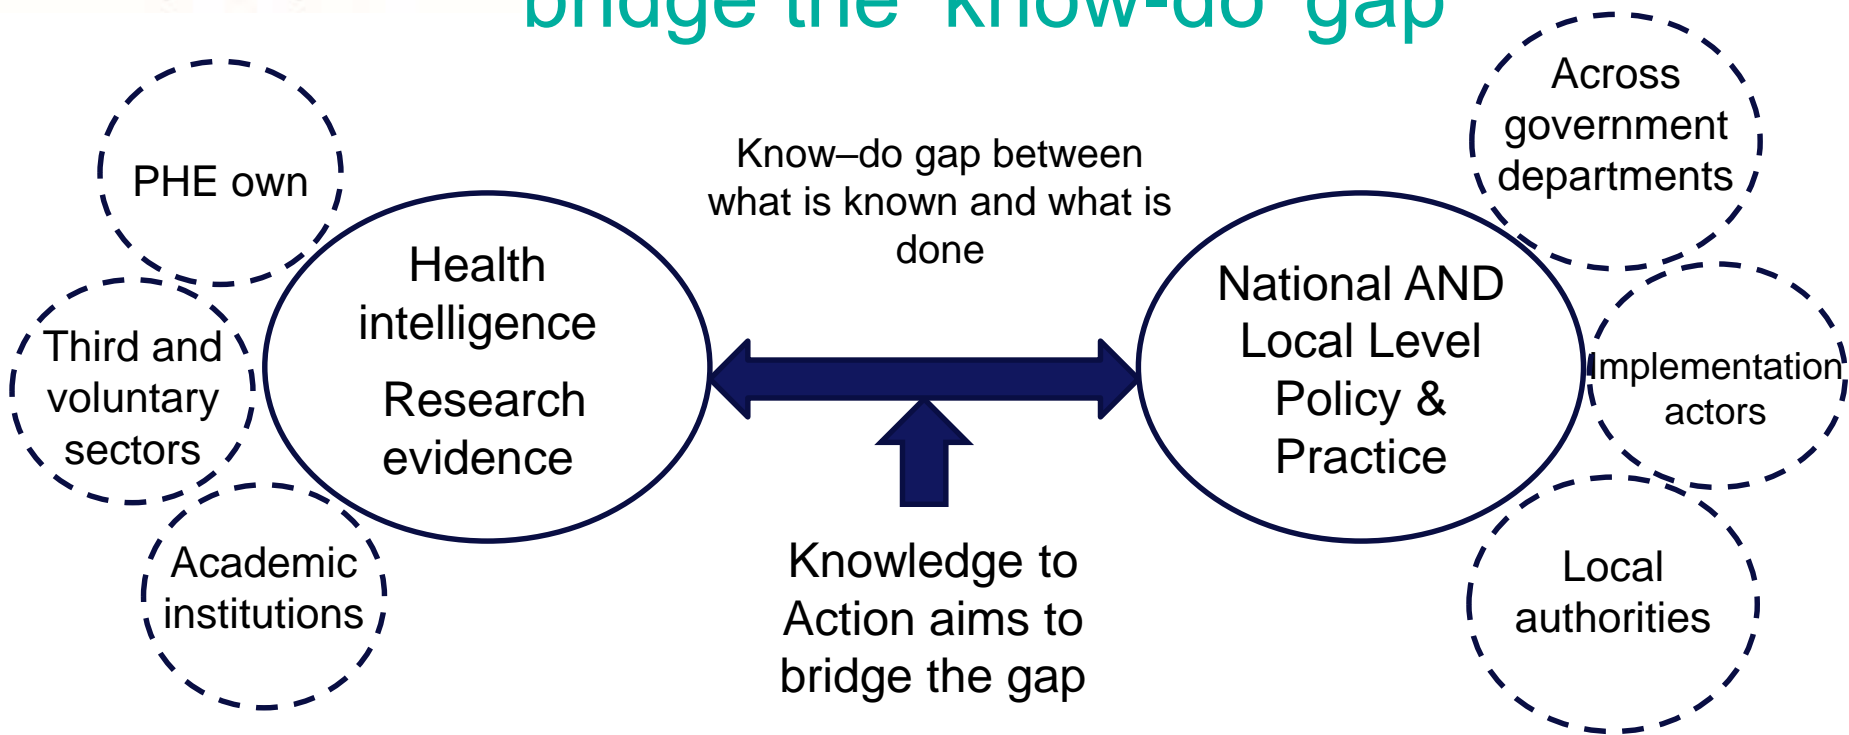 bridge the 'know-do' gap
PHE own
Third and
voluntary
sectors
Academic
institutions
Health
intelligence
Research
evidence
Know–do gap between
what is known and what is
done
Knowledge to
Action aims to
bridge the gap
National AND
Local Level
Policy &
Practice
Across
government
departments
Implementation
actors
Local
authorities